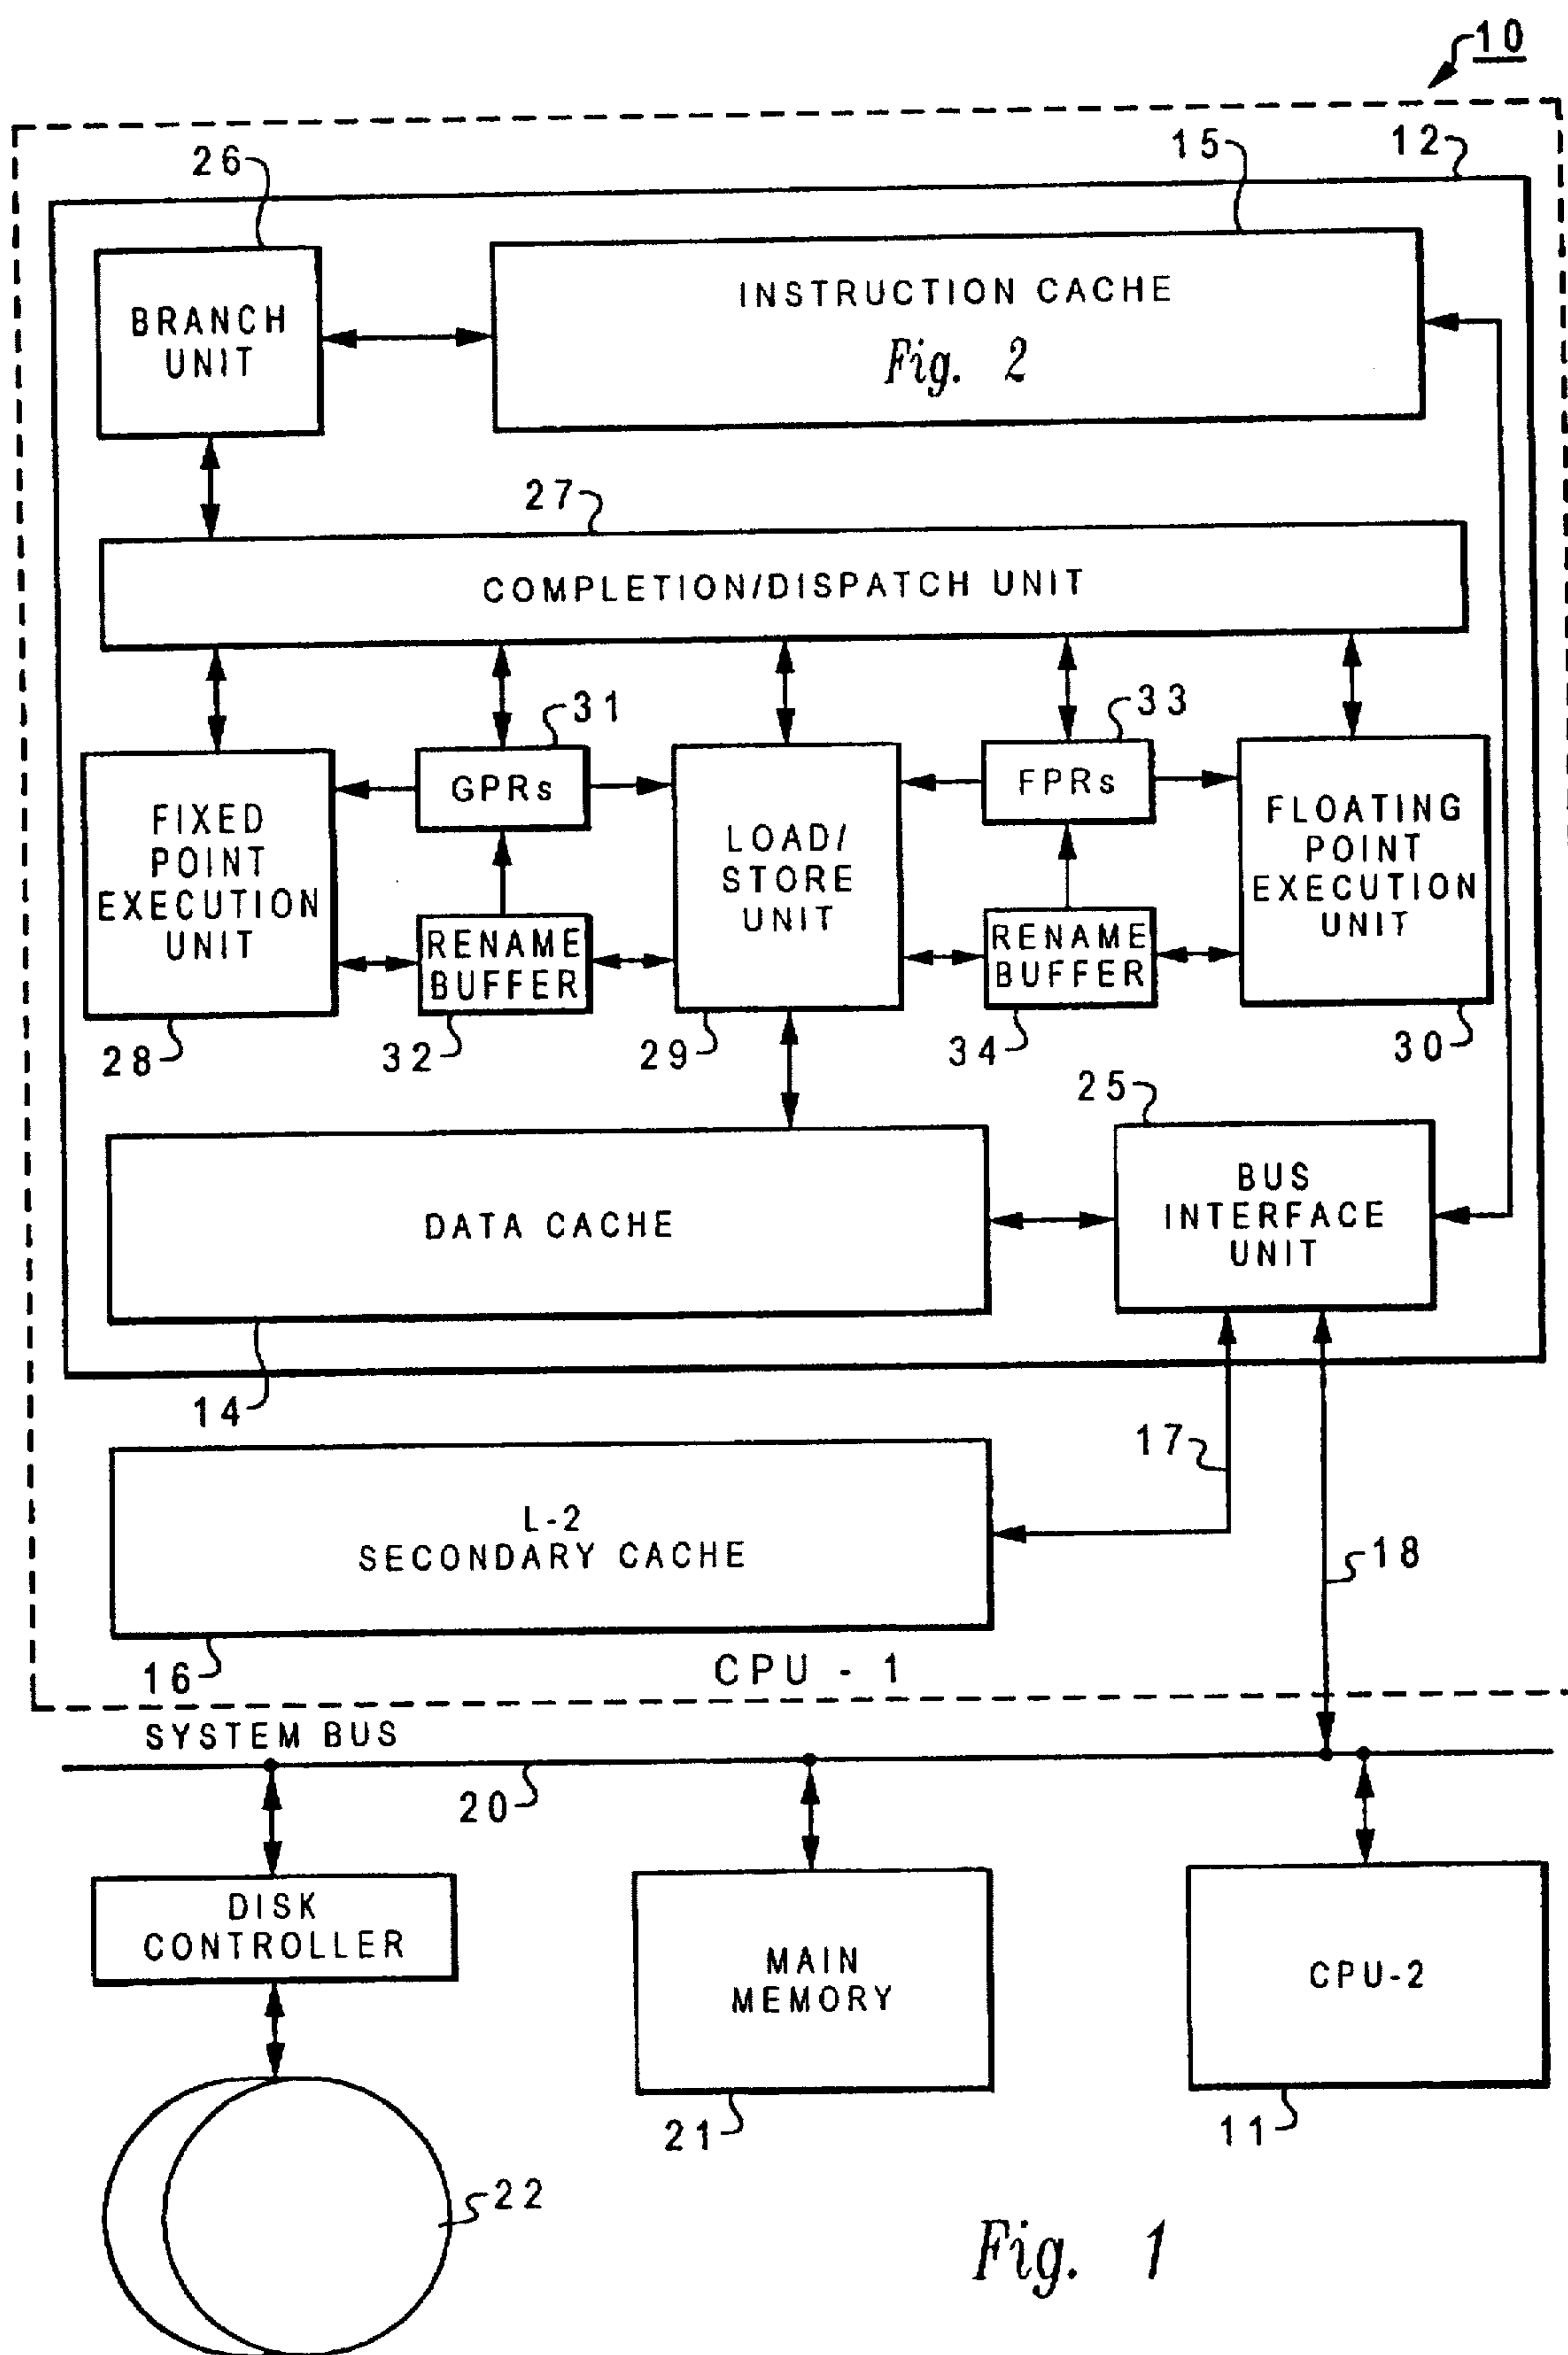 10
12
26
15
BRANCH
UNIT
INSTRUCTION CACHE
Fig. 2
27
COMPLETION/DISPATCH UNIT
31
33
FIXED
POINT
EXECUTION
UNIT
GPRs
LOAD/
STORE
UNIT
FPRs
FLOATING
POINT
EXECUTION
UNIT
RENAME
BUFFER
RENAME
BUFFER
28
32
29
34
30
25
DATA CACHE
BUS
INTERFACE
UNIT
14
17
L-2
SECONDARY CACHE
18
16
CPU - 1
SYSTEM BUS
20
DISK
CONTROLLER
MAIN
MEMORY
CPU-2
21
11
22
Fig. 1